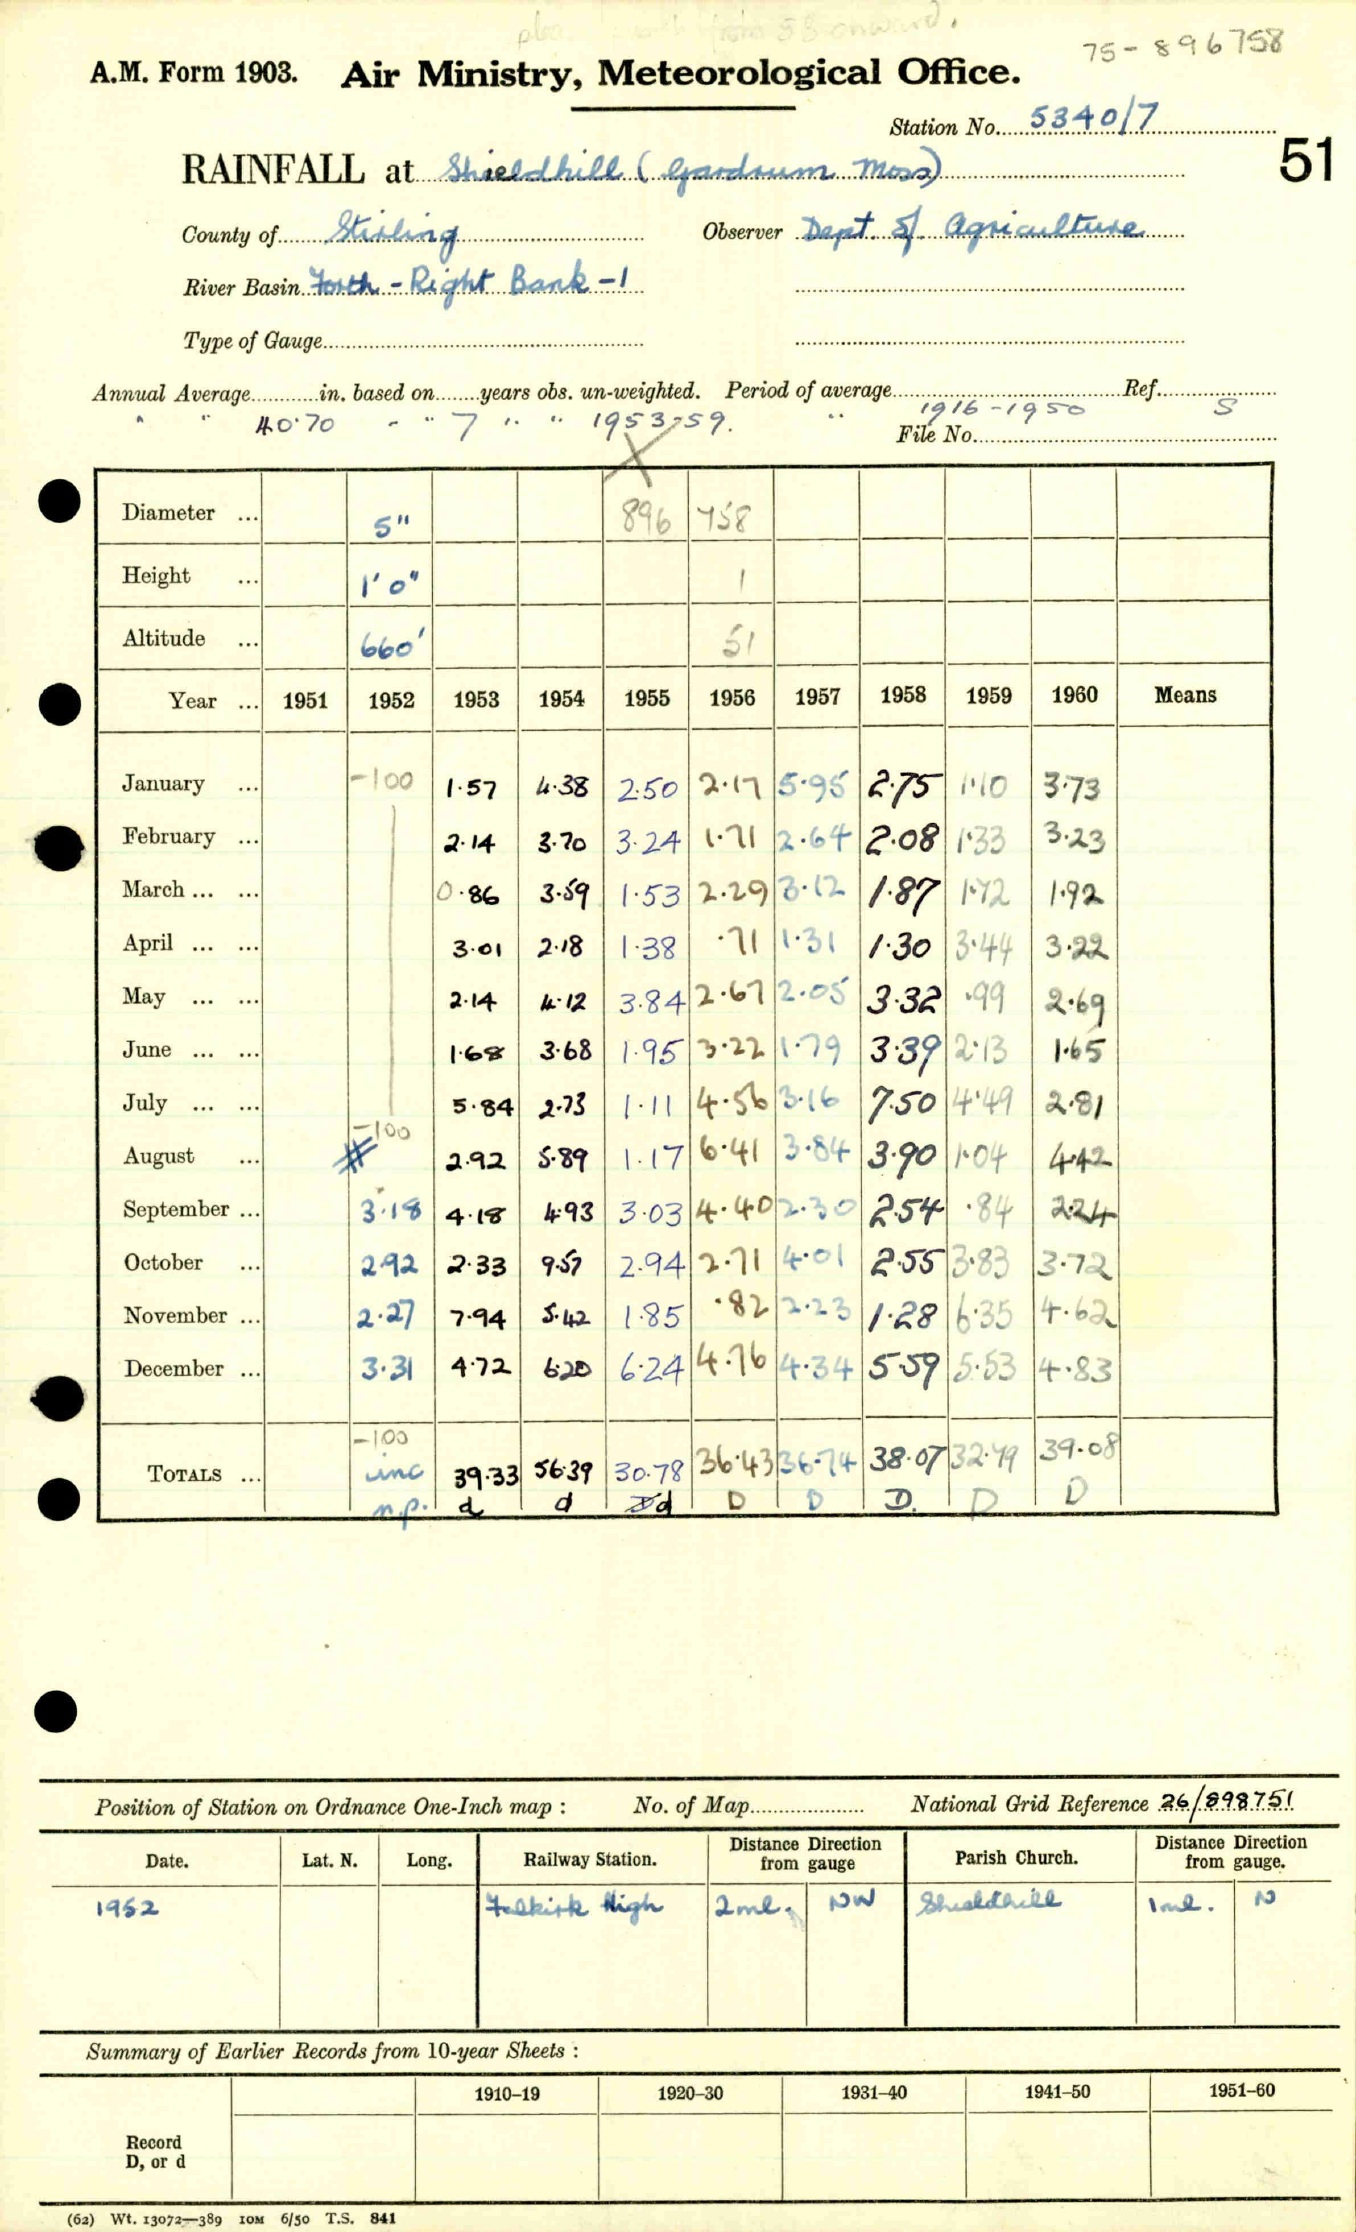 from 53 onward.
75-896758
A.M. Form 1903. Air Ministry, Meteorological Office.
Station No. 5340/7
51
RAINFALL at Shieldhill (Gardrum Moss)
County of Stirling Observer Dept. of Agriculture
River Basin Forth - Right Bank - 1
Type of Gauge
Annual Average in. based on years obs. un-weighted. Period of average Ref.
" " 40.70 - " 7 " " 1953-59. " 1916-1950 S
File No.
Diameter ... 5" 896 758
Height ... 1' 0" 1
Altitude ... 660' 51
Year ... 1951 1952 1953 1954 1955 1956 1957 1958 1959 1960 Means
January ... -100 1.57 4.38 2.50 2.17 5.95 2.75 1.10 3.73
February ... 2.14 3.70 3.24 1.71 2.64 2.08 1.33 3.23
March ... ... 0.86 3.59 1.53 2.29 3.12 1.87 1.72 1.92
April ... ... 3.01 2.18 1.38 .71 1.31 1.30 3.44 3.22
May ... ... 2.14 4.12 3.84 2.67 2.05 3.32 .99 2.69
June ... ... 1.68 3.68 1.95 3.22 1.79 3.39 2.13 1.65
July ... ... 5.84 2.73 1.11 4.56 3.16 7.50 4.49 2.81
-100
August ... # 2.92 5.89 1.17 6.41 3.84 3.90 1.04 4.42
September ... 3.18 4.18 4.93 3.03 4.40 2.30 2.54 .84 2.24
October ... 2.92 2.33 9.57 2.94 2.71 4.01 2.55 3.83 3.72
November ... 2.27 7.94 5.42 1.85 .82 2.23 1.28 6.35 4.62
December ... 3.31 4.72 6.20 6.24 4.76 4.34 5.59 5.53 4.83
-100
TOTALS ... inc 39.33 56.39 30.78 36.43 36.74 38.07 32.79 39.08
n.p. d d d D D D. D D
Position of Station on Ordnance One-Inch map : No. of Map National Grid Reference 26/898751
Date. Lat. N. Long. Railway Station. Distance Direction from gauge Parish Church. Distance Direction from gauge.
1952 Falkirk High 2ml. NW Shieldhill 1ml. N
Summary of Earlier Records from 10-year Sheets :
1910–19 1920–30 1931–40 1941–50 1951–60
Record
D, or d
(62) Wt. 13072—389 10M 6/50 T.S. 841